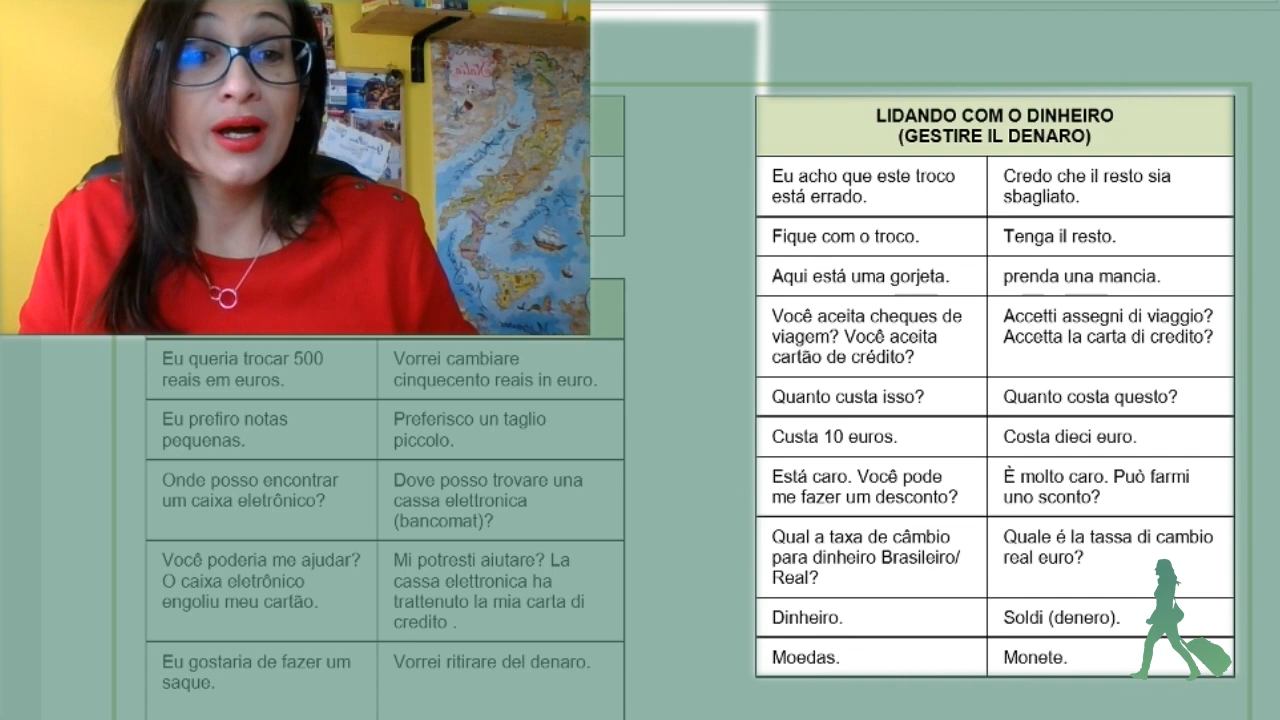 Italia
LIDANDO COM O DINHEIRO
(GESTIRE IL DENARO)
Eu acho que este troco
está errado.
Credo che il resto sia
sbagliato.
Fique com o troco.
Tenga il resto.
Aqui está uma gorjeta.
prenda una mancia.
Você aceita cheques de
viagem? Você aceita
cartão de crédito?
Accetti assegni di viaggio?
Accetta la carta di credito?
Quanto custa isso?
Quanto costa questo?
Custa 10 euros.
Costa dieci euro.
Está caro. Você pode
me fazer um desconto?
È molto caro. Può farmi
uno sconto?
Qual a taxa de câmbio
para dinheiro Brasileiro/
Real?
Quale é la tassa di cambio
real euro?
Dinheiro.
Soldi (denero).
Moedas.
Monete.
Eu queria trocar 500
reais em euros.
Vorrei cambiare
cinquecento reais in euro.
Eu prefiro notas
pequenas.
Preferisco un taglio
piccolo.
Onde posso encontrar
um caixa eletrônico?
Dove posso trovare una
cassa elettronica
(bancomat)?
Você poderia me ajudar?
O caixa eletrônico
engoliu meu cartão.
Mi potresti aiutare? La
cassa elettronica ha
trattenuto la mia carta di
credito .
Eu gostaria de fazer um
saque.
Vorrei ritirare del denaro.